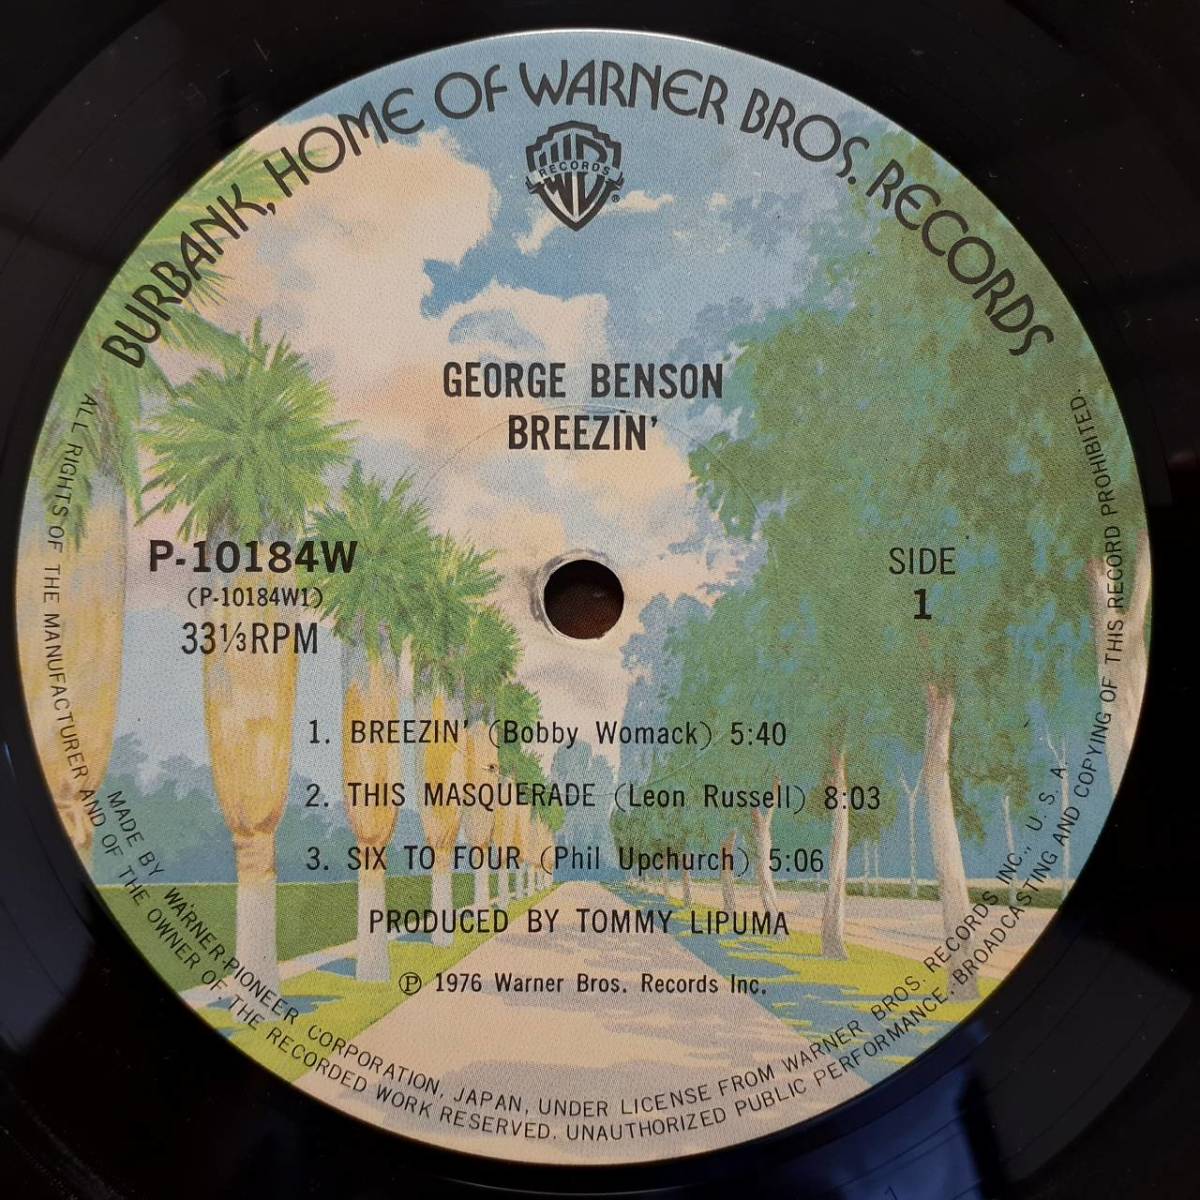 BURBANK, HOME OF WARNER BROS. RECORDS
WB
RECORDS
®
GEORGE BENSON
BREEZIN'
P-10184W
(P-10184W1)
33⅓RPM
SIDE
1
1. BREEZIN' (Bobby Womack) 5:40
2. THIS MASQUERADE (Leon Russell) 8:03
3. SIX TO FOUR (Phil Upchurch) 5:06
PRODUCED BY TOMMY LIPUMA
Ⓟ 1976 Warner Bros. Records Inc.
MADE BY WARNER-PIONEER CORPORATION, JAPAN, UNDER LICENSE FROM WARNER BROS. RECORDS INC., U. S. A.
ALL RIGHTS OF THE MANUFACTURER AND OF THE OWNER OF THE RECORDED WORK RESERVED. UNAUTHORIZED PUBLIC PERFORMANCE, BROADCASTING AND COPYING OF THIS RECORD PROHIBITED.